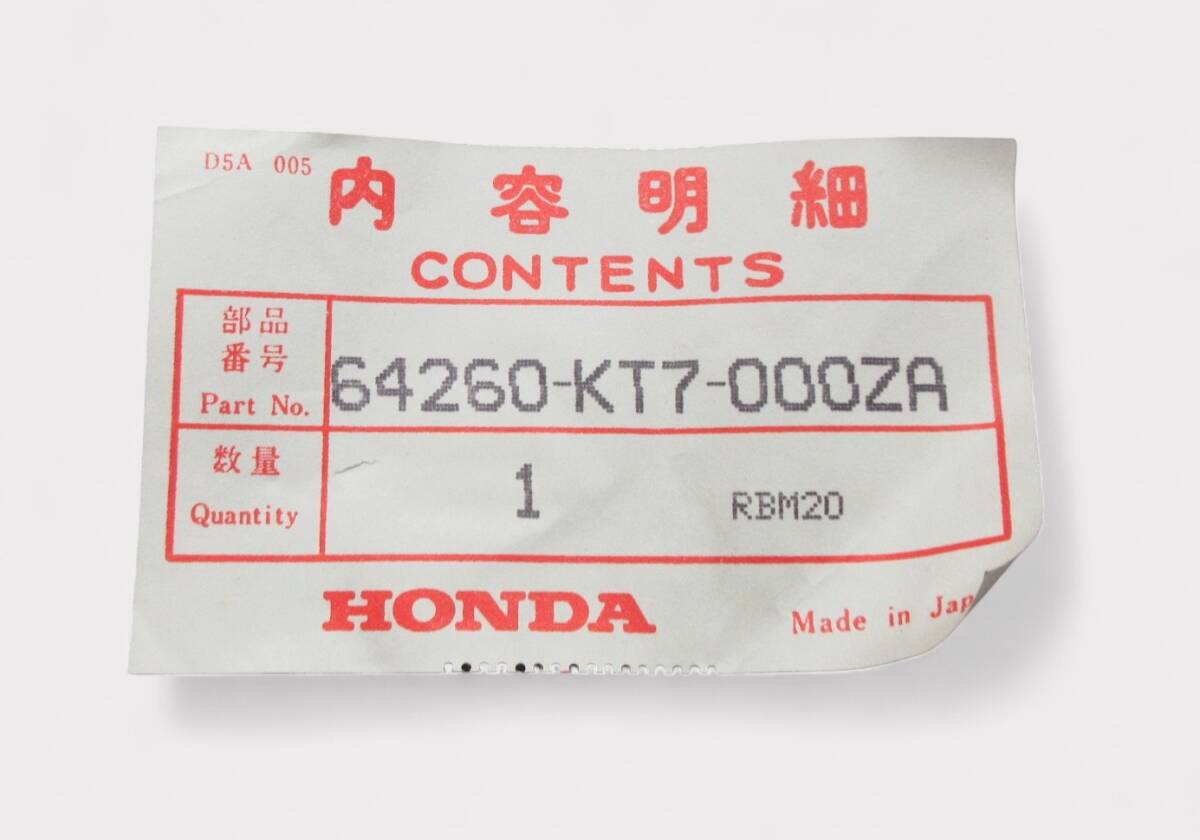 D5A 005
内容明細
CONTENTS
部品
番号
Part No.
64260-KT7-000ZA
数量
Quantity
1
RBM20
HONDA
Made in Jap